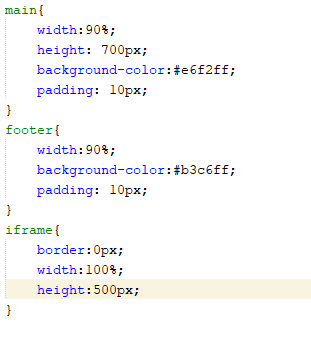 main{
width:90%;
height: 700px;
background-color:#e6f2ff;
padding: 10px;
}
footer{
width:90%;
background-color:#b3c6ff;
padding: 10px;
}
iframe{
border:0px;
width:100%;
height:500px;
}